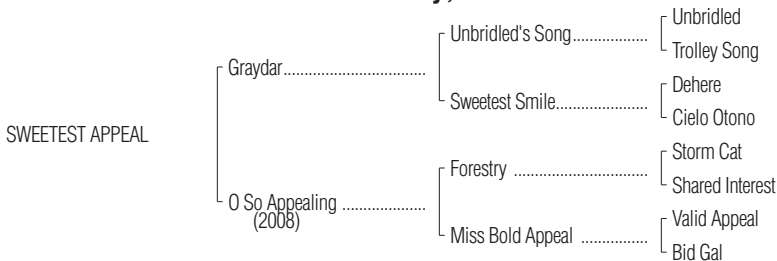 Unbridled
Unbridled's Song.................
Trolley Song
Graydar..................................
Dehere
Sweetest Smile.....................
Cielo Otono
SWEETEST APPEAL
Storm Cat
Forestry ..............................
Shared Interest
O So Appealing ....................
(2008)
Valid Appeal
Miss Bold Appeal ................
Bid Gal